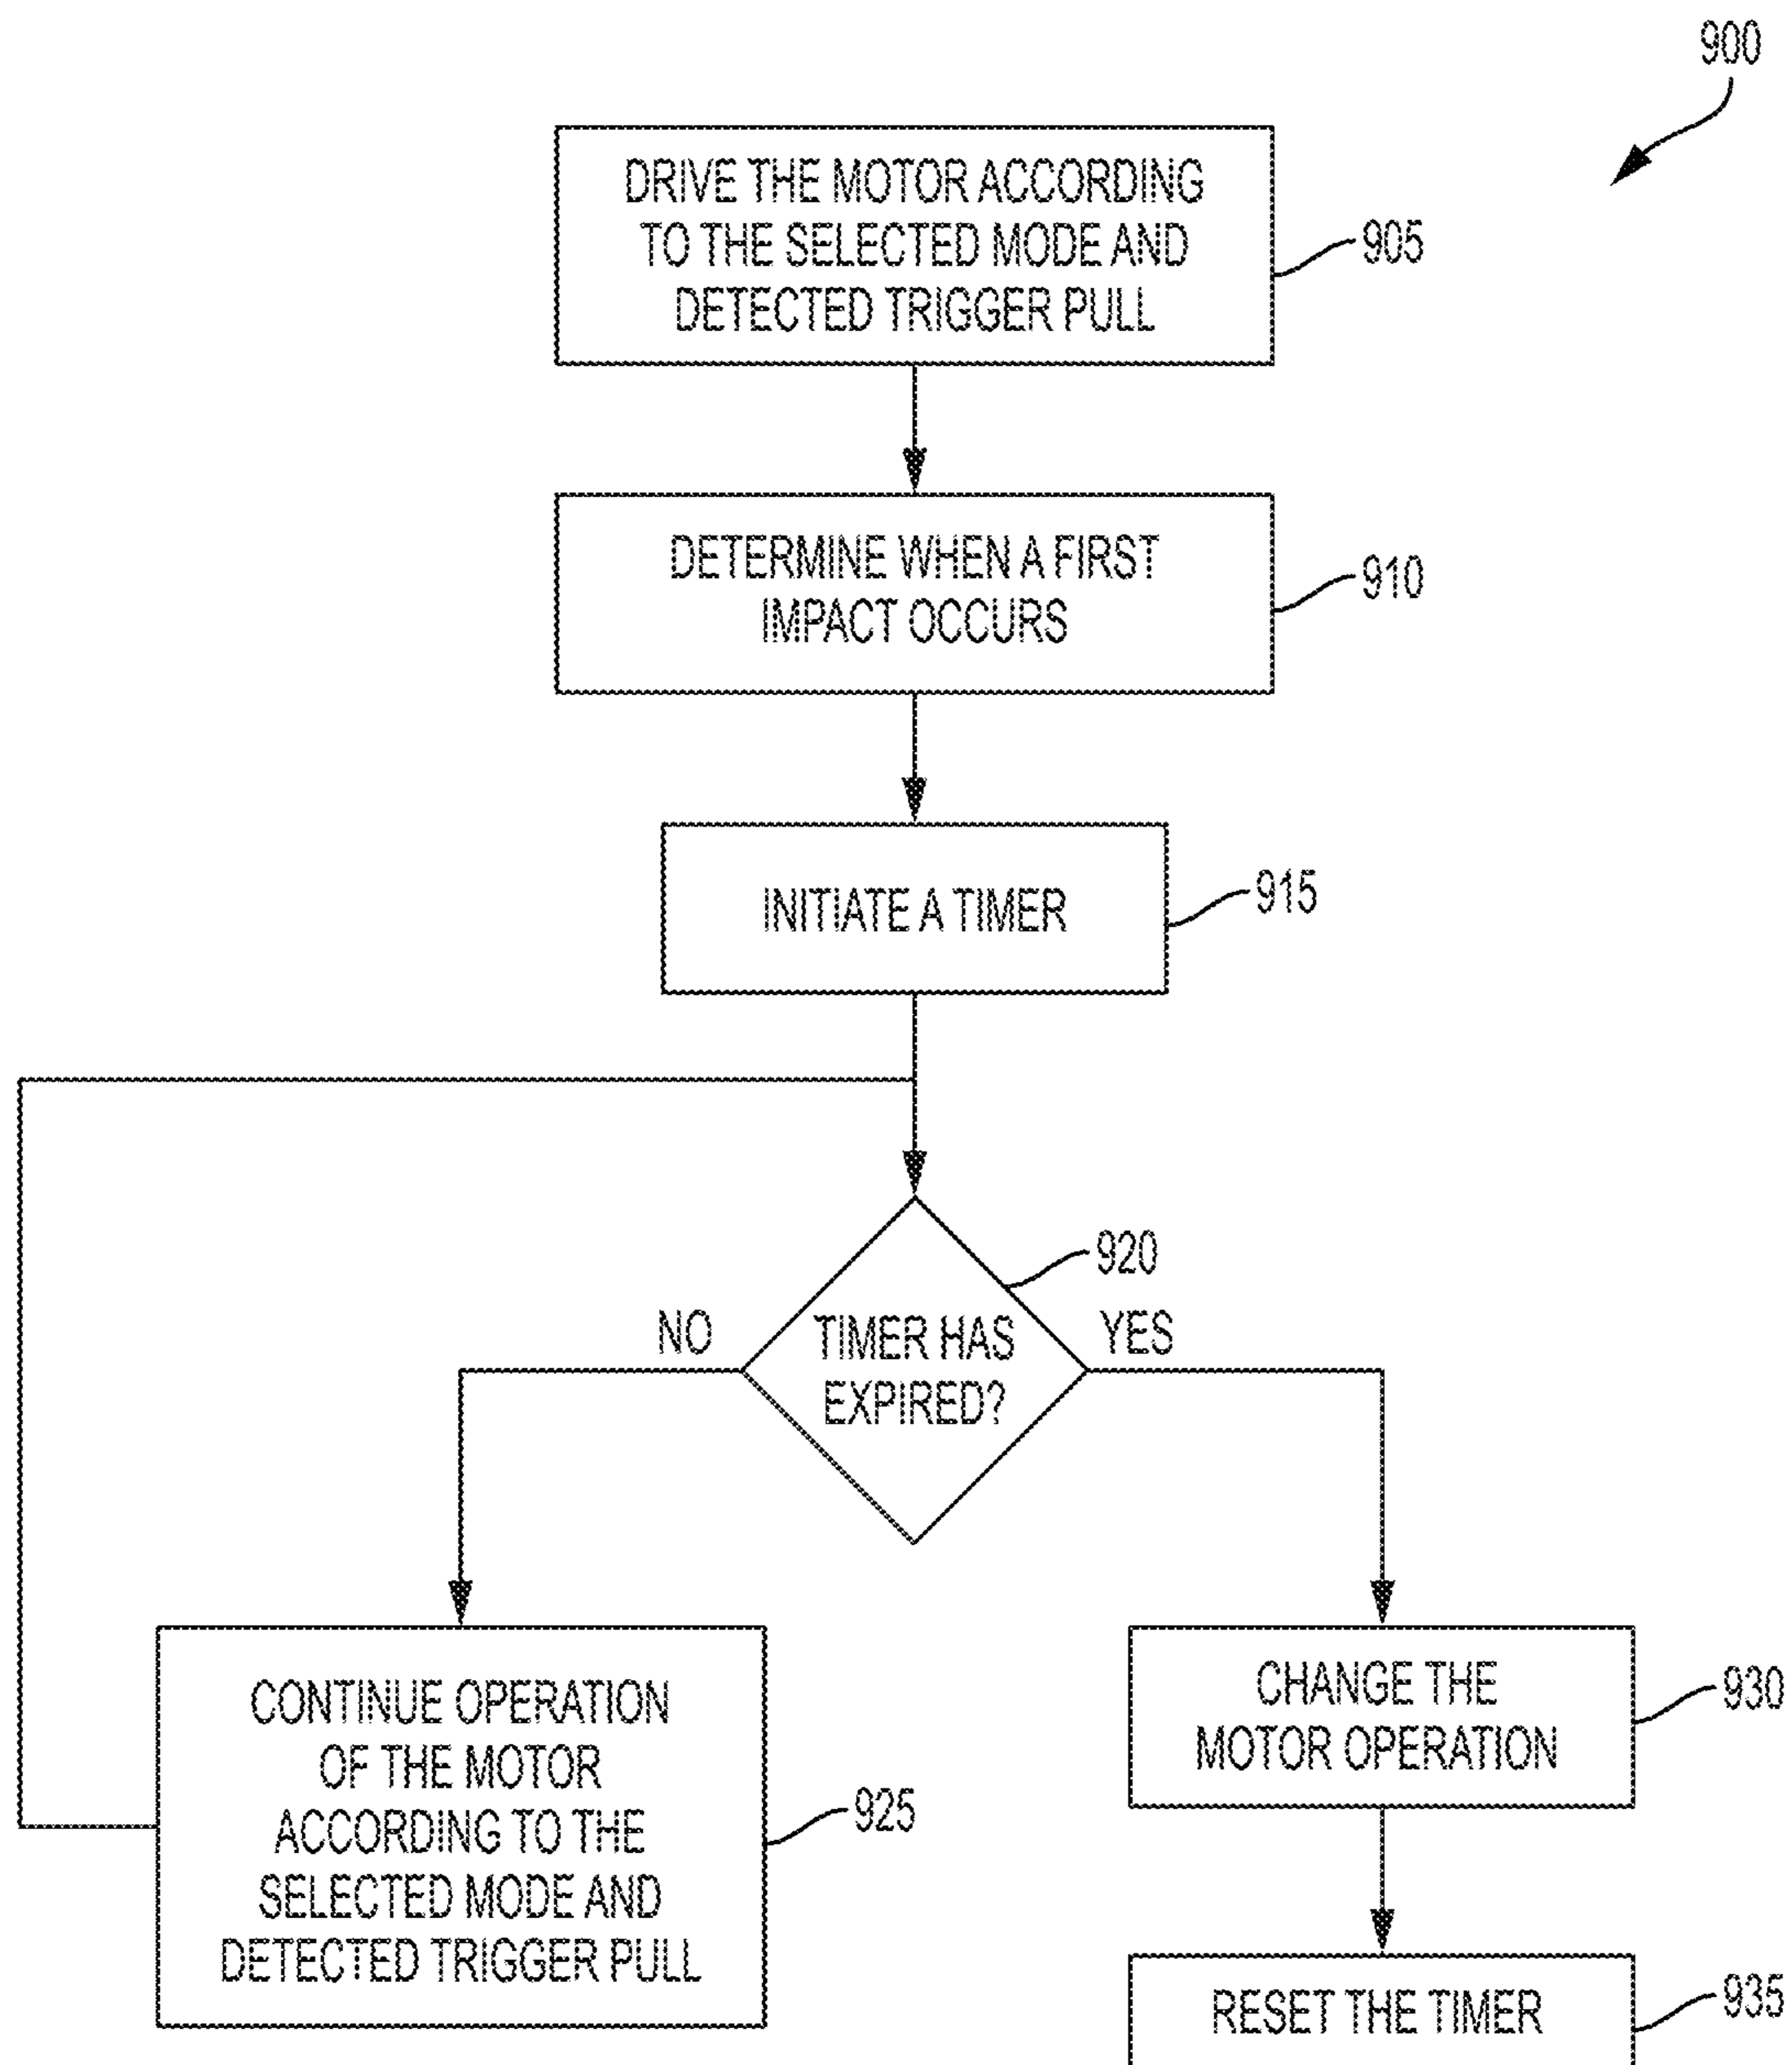 900
DRIVE THE MOTOR ACCORDING
TO THE SELECTED MODE AND
DETECTED TRIGGER PULL
905
DETERMINE WHEN A FIRST
IMPACT OCCURS
910
INITIATE A TIMER
915
920
NO
TIMER HAS
EXPIRED?
YES
CONTINUE OPERATION
OF THE MOTOR
ACCORDING TO THE
SELECTED MODE AND
DETECTED TRIGGER PULL
925
CHANGE THE
MOTOR OPERATION
930
RESET THE TIMER
935